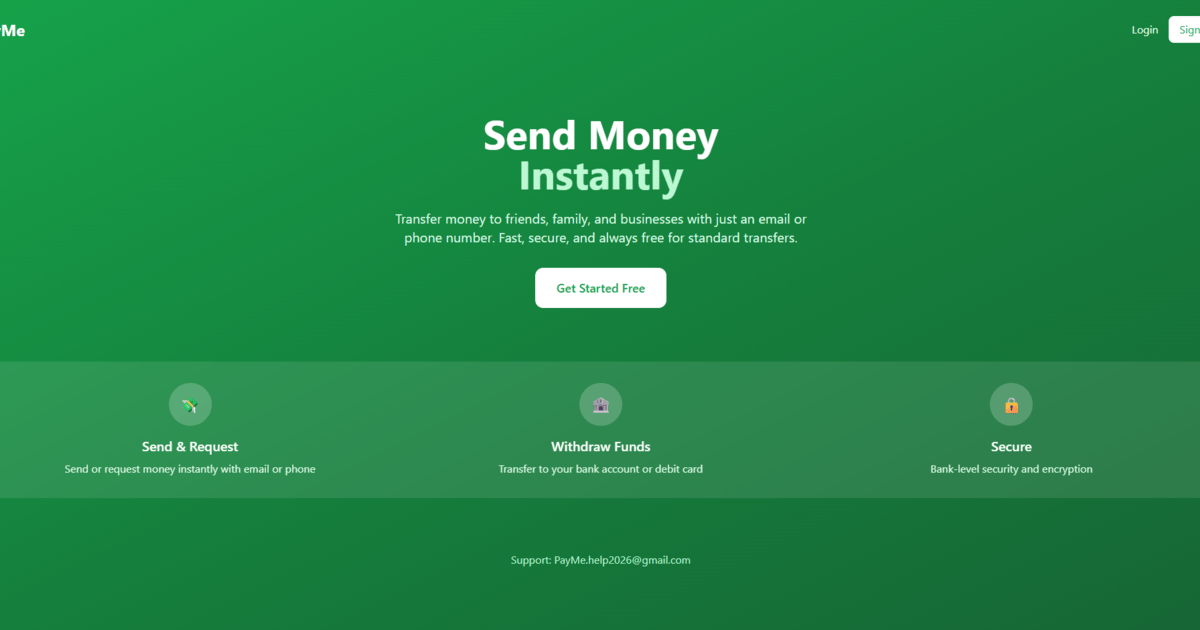 Me
Login
Sign
Send Money
Instantly
Transfer money to friends, family, and businesses with just an email or
phone number. Fast, secure, and always free for standard transfers.
Get Started Free
Send & Request
Send or request money instantly with email or phone
Withdraw Funds
Transfer to your bank account or debit card
Secure
Bank-level security and encryption
Support: PayMe.help2026@gmail.com